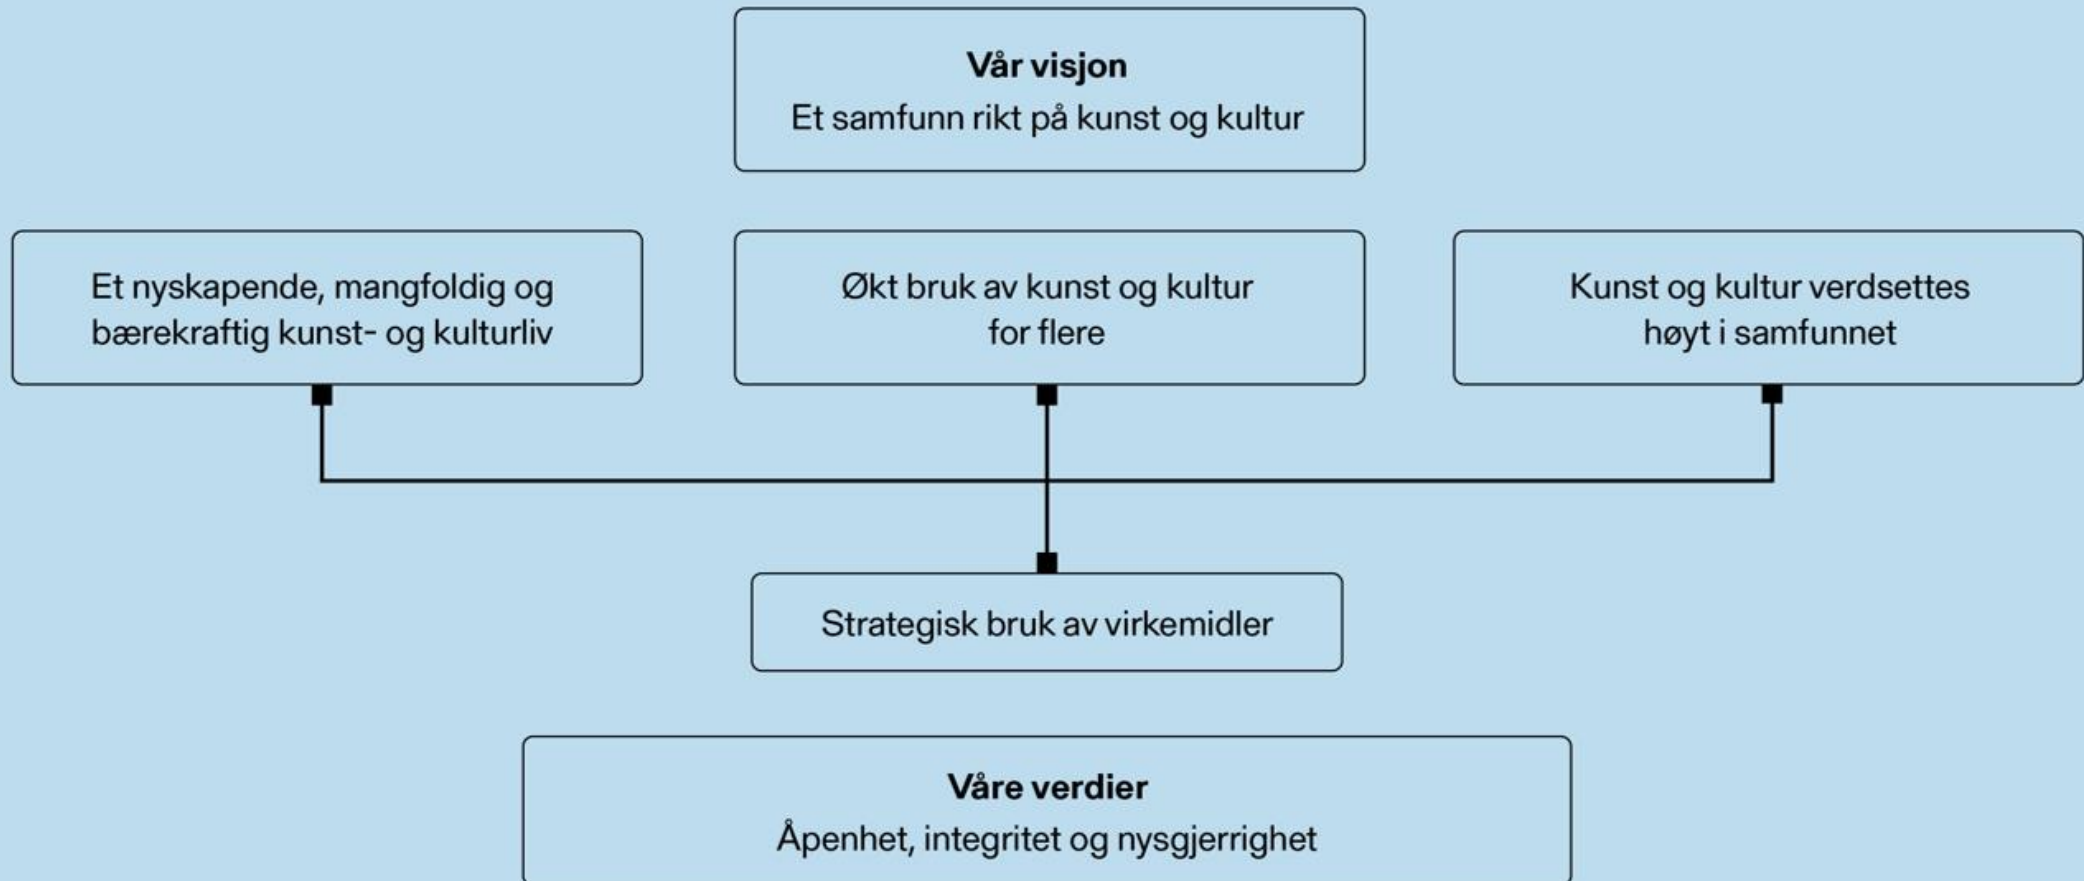 Vår visjon
Et samfunn rikt på kunst og kultur
Et nyskapende, mangfoldig og
bærekraftig kunst- og kulturliv
Økt bruk av kunst og kultur
for flere
Kunst og kultur verdsettes
høyt i samfunnet
Strategisk bruk av virkemidler
Våre verdier
Åpenhet, integritet og nysgjerrighet